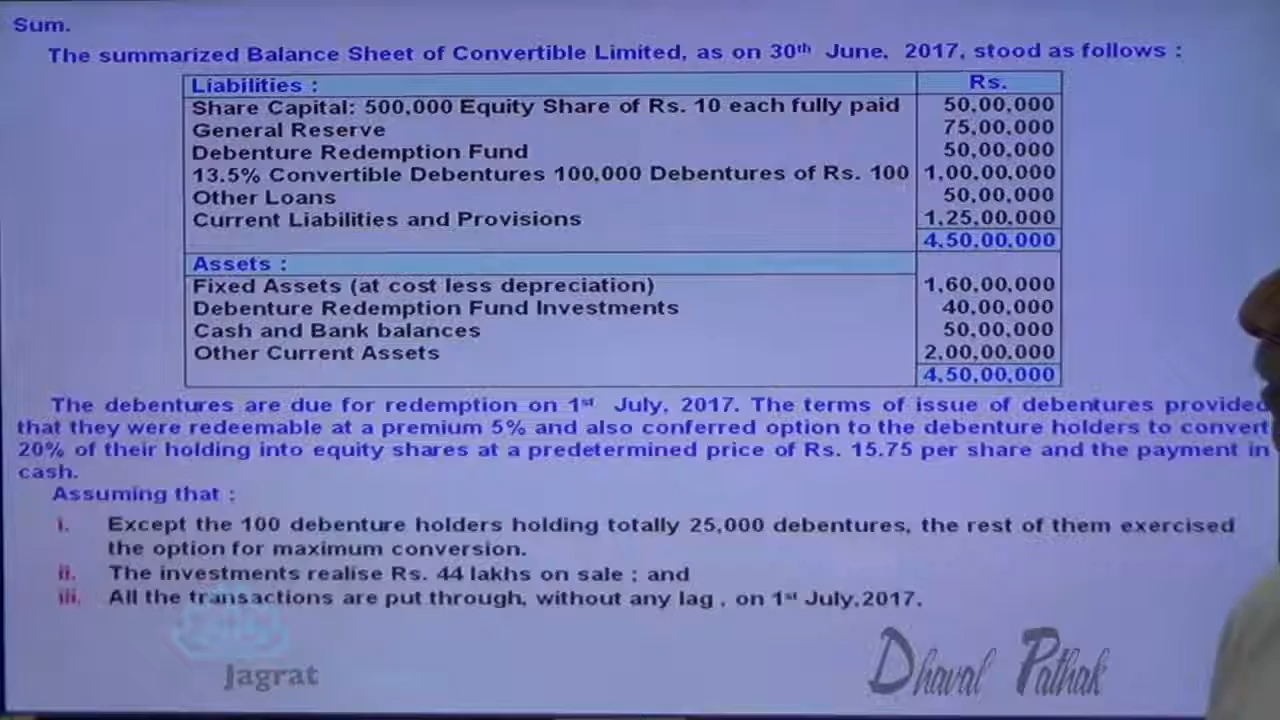 Sum.
The summarized Balance Sheet of Convertible Limited, as on 30th June, 2017, stood as follows :
Liabilities : Rs.
Share Capital: 500,000 Equity Share of Rs. 10 each fully paid 50,00,000
General Reserve 75,00,000
Debenture Redemption Fund 50,00,000
13.5% Convertible Debentures 100,000 Debentures of Rs. 100 1,00,00,000
Other Loans 50,00,000
Current Liabilities and Provisions 1,25,00,000
4,50,00,000
Assets :
Fixed Assets (at cost less depreciation) 1,60,00,000
Debenture Redemption Fund Investments 40,00,000
Cash and Bank balances 50,00,000
Other Current Assets 2,00,00,000
4,50,00,000
The debentures are due for redemption on 1st July, 2017. The terms of issue of debentures provided
that they were redeemable at a premium 5% and also conferred option to the debenture holders to convert
20% of their holding into equity shares at a predetermined price of Rs. 15.75 per share and the payment in
cash.
Assuming that :
i. Except the 100 debenture holders holding totally 25,000 debentures, the rest of them exercised
the option for maximum conversion.
ii. The investments realise Rs. 44 lakhs on sale ; and
iii. All the transactions are put through, without any lag , on 1st July.2017.
Jagrat
Dhaval Pathak